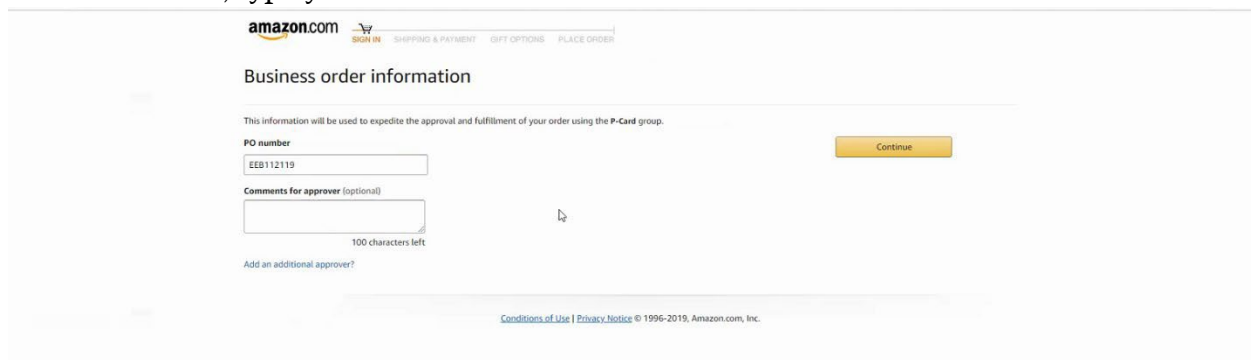 amazon.com
SIGN IN SHIPPING & PAYMENT GIFT OPTIONS PLACE ORDER
Business order information
This information will be used to expedite the approval and fulfillment of your order using the P-Card group.
PO number
Continue
EEB112119
Comments for approver (optional)
100 characters left
Add an additional approver?
Conditions of Use | Privacy Notice © 1996-2019, Amazon.com, Inc.